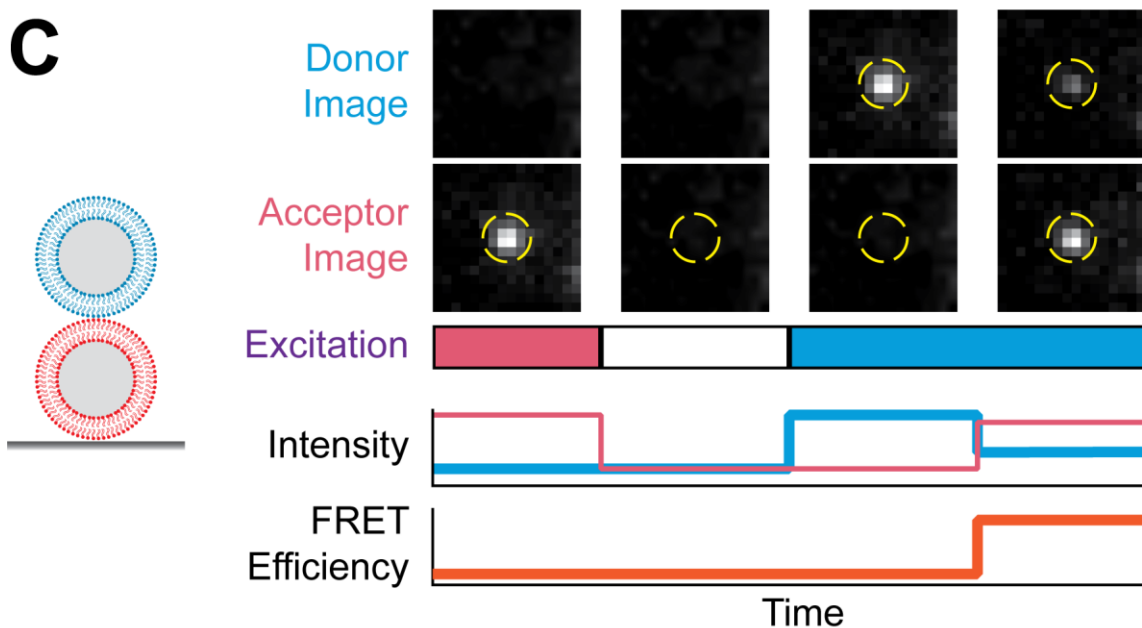 C
Donor
Image
Acceptor
Image
Excitation
Intensity
FRET
Efficiency
Time